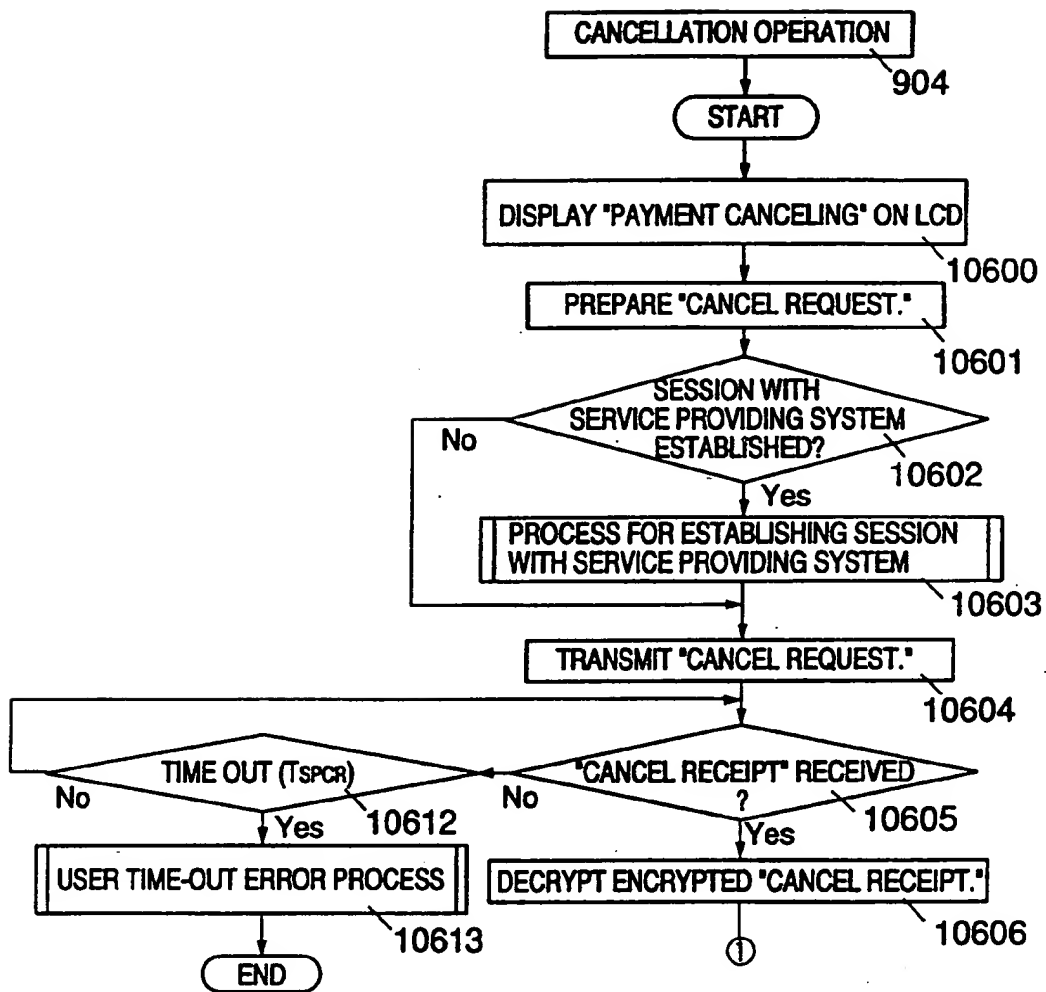 CANCELLATION OPERATION
904
START
DISPLAY "PAYMENT CANCELING" ON LCD
10600
PREPARE "CANCEL REQUEST."
10601
SESSION WITH
SERVICE PROVIDING SYSTEM
ESTABLISHED?
10602
No
Yes
PROCESS FOR ESTABLISHING SESSION
WITH SERVICE PROVIDING SYSTEM
10603
TRANSMIT "CANCEL REQUEST."
10604
"CANCEL RECEIPT" RECEIVED
?
10605
No
Yes
TIME OUT (TSPCR)
10612
No
Yes
USER TIME-OUT ERROR PROCESS
10613
END
DECRYPT ENCRYPTED "CANCEL RECEIPT."
10606
1